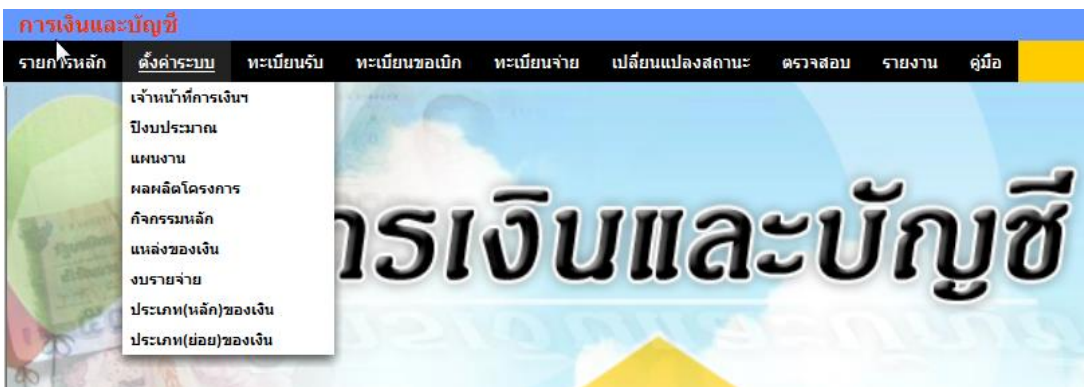 การเงินและบัญชี
รายการหลัก ตั้งค่าระบบ ทะเบียนรับ ทะเบียนขอเบิก ทะเบียนจ่าย เปลี่ยนแปลงสถานะ ตรวจสอบ รายงาน คู่มือ
เจ้าหน้าที่การเงินฯ
ปีงบประมาณ
แผนงาน
ผลผลิตโครงการ
กิจกรรมหลัก
แหล่งของเงิน
งบรายจ่าย
ประเภท(หลัก)ของเงิน
ประเภท(ย่อย)ของเงิน
ารเงินและบัญชี